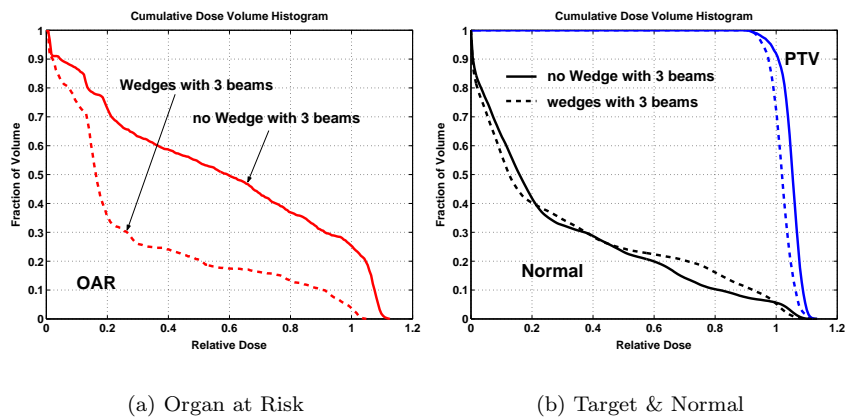 Cumulative Dose Volume Histogram
1
0.9
0.8
0.7
0.6
0.5
0.4
0.3
0.2
0.1
0
Fraction of Volume
Wedges with 3 beams
no Wedge with 3 beams
OAR
0 0.2 0.4 0.6 0.8 1 1.2
Relative Dose
(a) Organ at Risk
Cumulative Dose Volume Histogram
1
0.9
0.8
0.7
0.6
0.5
0.4
0.3
0.2
0.1
0
Fraction of Volume
PTV
no Wedge with 3 beams
wedges with 3 beams
Normal
0 0.2 0.4 0.6 0.8 1 1.2
Relative Dose
(b) Target & Normal